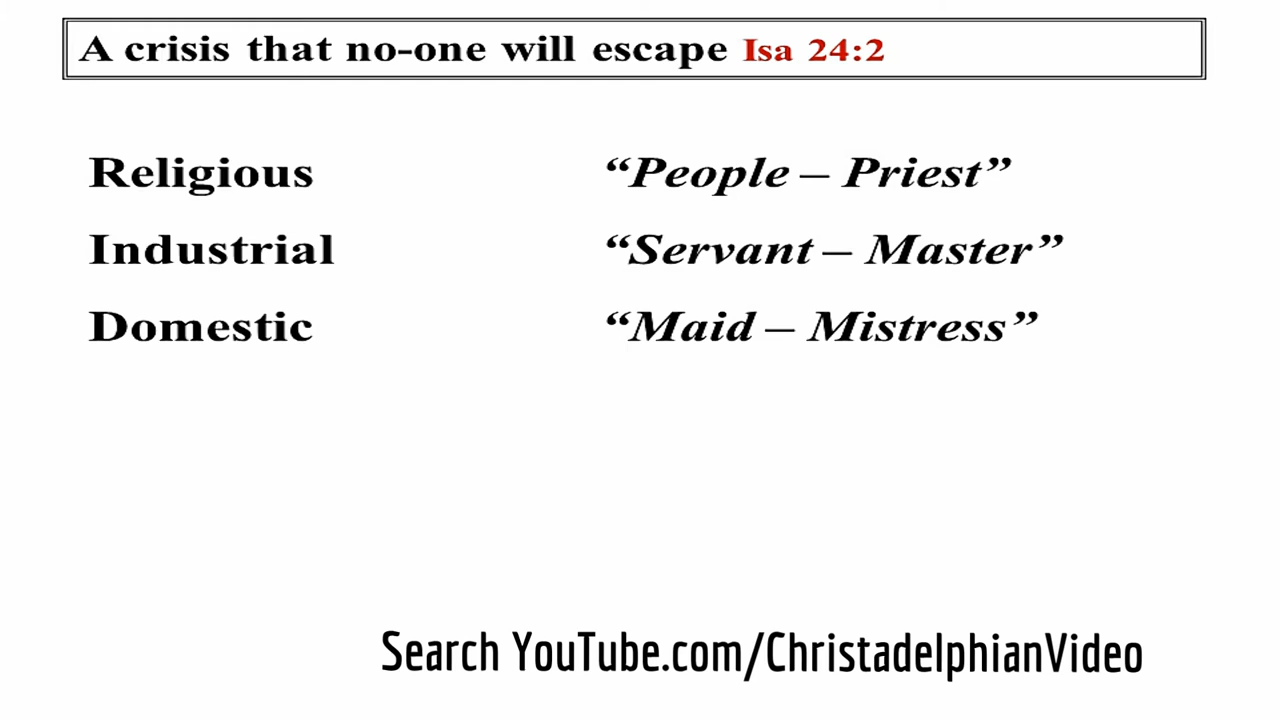 A crisis that no-one will escape Isa 24:2
Religious “People – Priest”
Industrial “Servant – Master”
Domestic “Maid – Mistress”
Search YouTube.com/ChristadelphianVideo